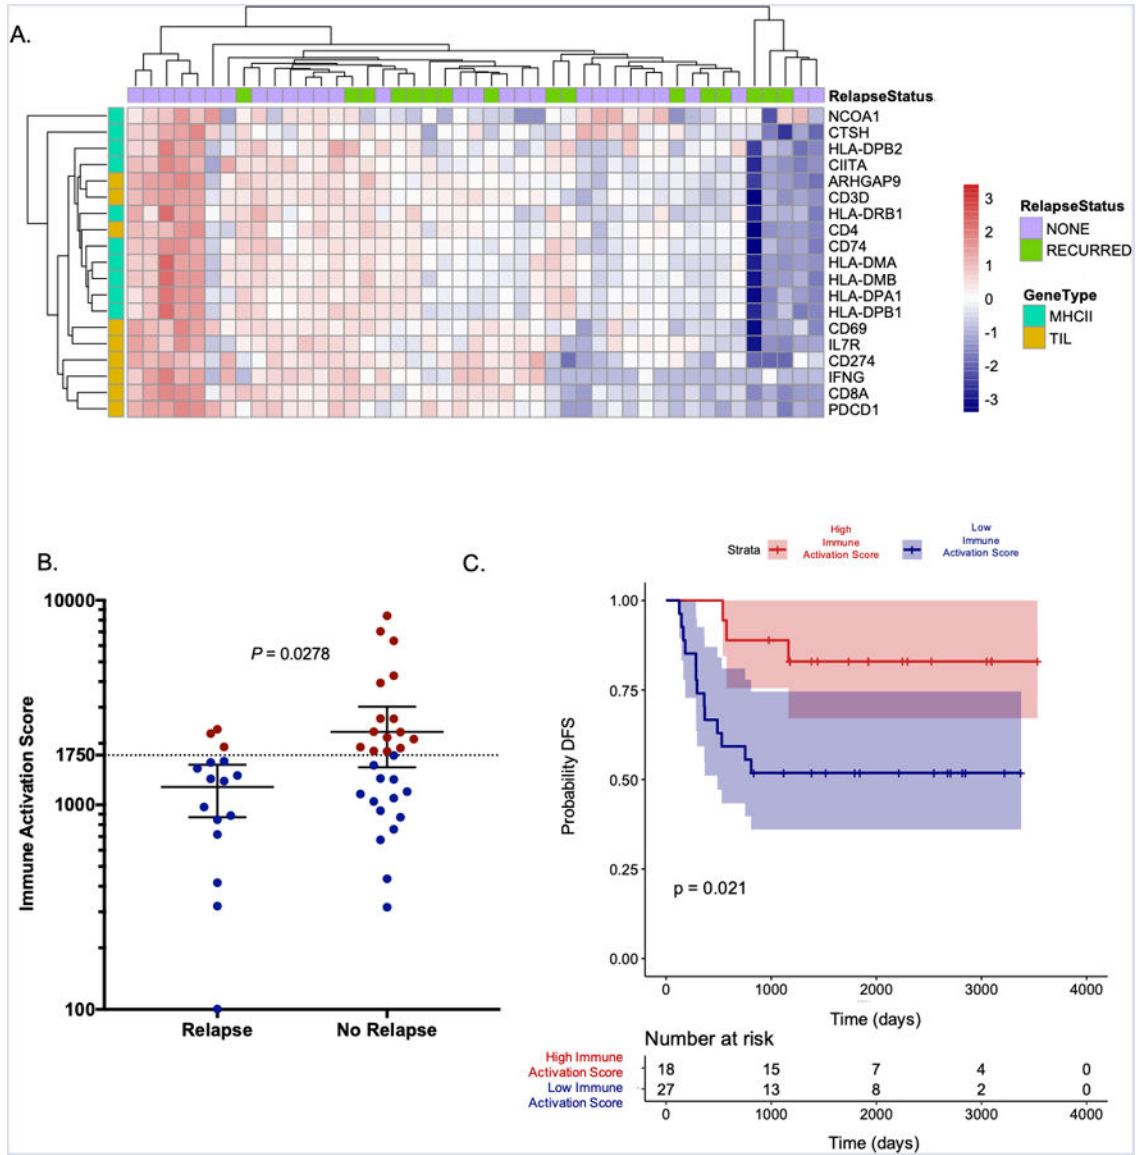 A.
RelapseStatus
NCOA1
CTSH
HLA-DPB2
CIITA
ARHGAP9
CD3D
HLA-DRB1
CD4
CD74
HLA-DMA
HLA-DMB
HLA-DPA1
HLA-DPB1
CD69
IL7R
CD274
IFNG
CD8A
PDCD1
3
2
1
0
-1
-2
-3
RelapseStatus
NONE
RECURRED
GeneType
MHCII
TIL
B.
10000
1750
1000
100
Immune Activation Score
P = 0.0278
Relapse
No Relapse
C.
Strata
High
Immune
Activation Score
Low
Immune
Activation Score
1.00
0.75
0.50
0.25
0.00
Probability DFS
p = 0.021
0 1000 2000 3000 4000
Time (days)
Number at risk
High Immune
Activation Score
18 15 7 4 0
Low Immune
Activation Score
27 13 8 2 0
0 1000 2000 3000 4000
Time (days)